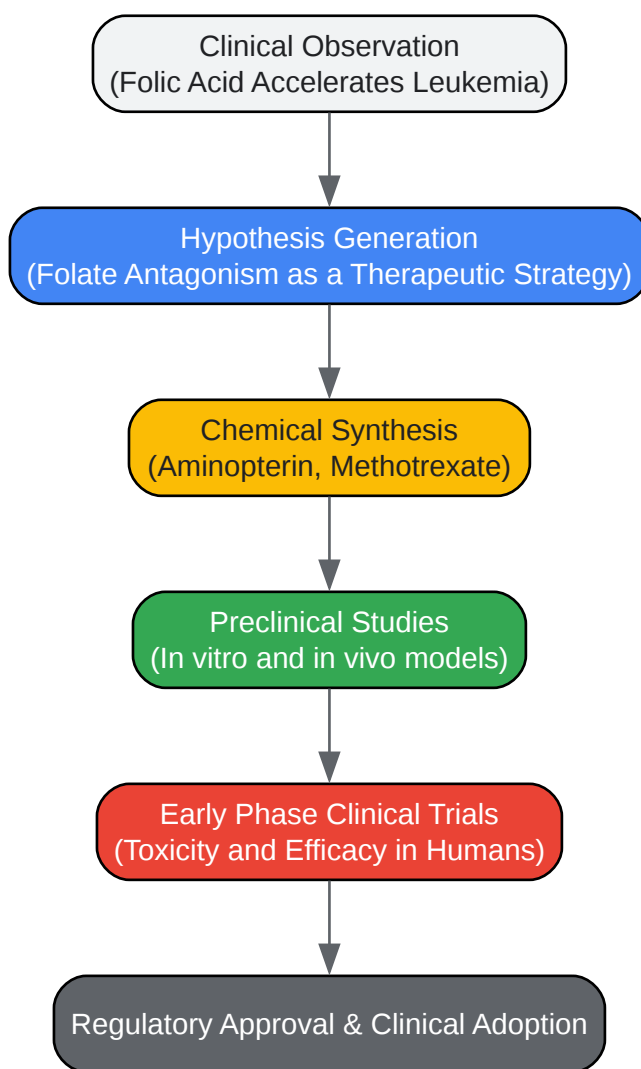 Clinical Observation
(Folic Acid Accelerates Leukemia)
Hypothesis Generation
(Folate Antagonism as a Therapeutic Strategy)
Chemical Synthesis
(Aminopterin, Methotrexate)
Preclinical Studies
(In vitro and in vivo models)
Early Phase Clinical Trials
(Toxicity and Efficacy in Humans)
Regulatory Approval & Clinical Adoption